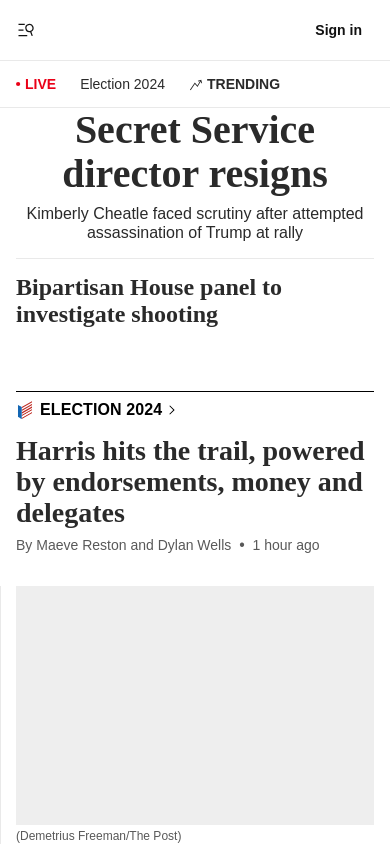 Sign in
LIVE
Election 2024
TRENDING
Secret Service
director resigns
Kimberly Cheatle faced scrutiny after attempted
assassination of Trump at rally
Bipartisan House panel to
investigate shooting
ELECTION 2024
Harris hits the trail, powered
by endorsements, money and
delegates
By Maeve Reston and Dylan Wells • 1 hour ago
(Demetrius Freeman/The Post)